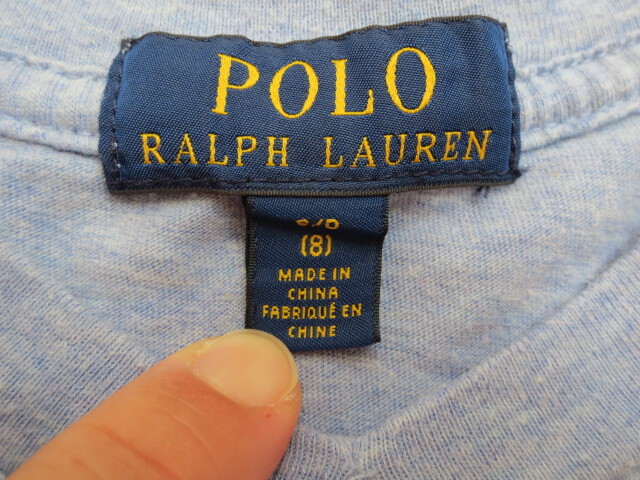 POLO
RALPH LAUREN
(8)
MADE IN
CHINA
FABRIQUÉ EN
CHINE